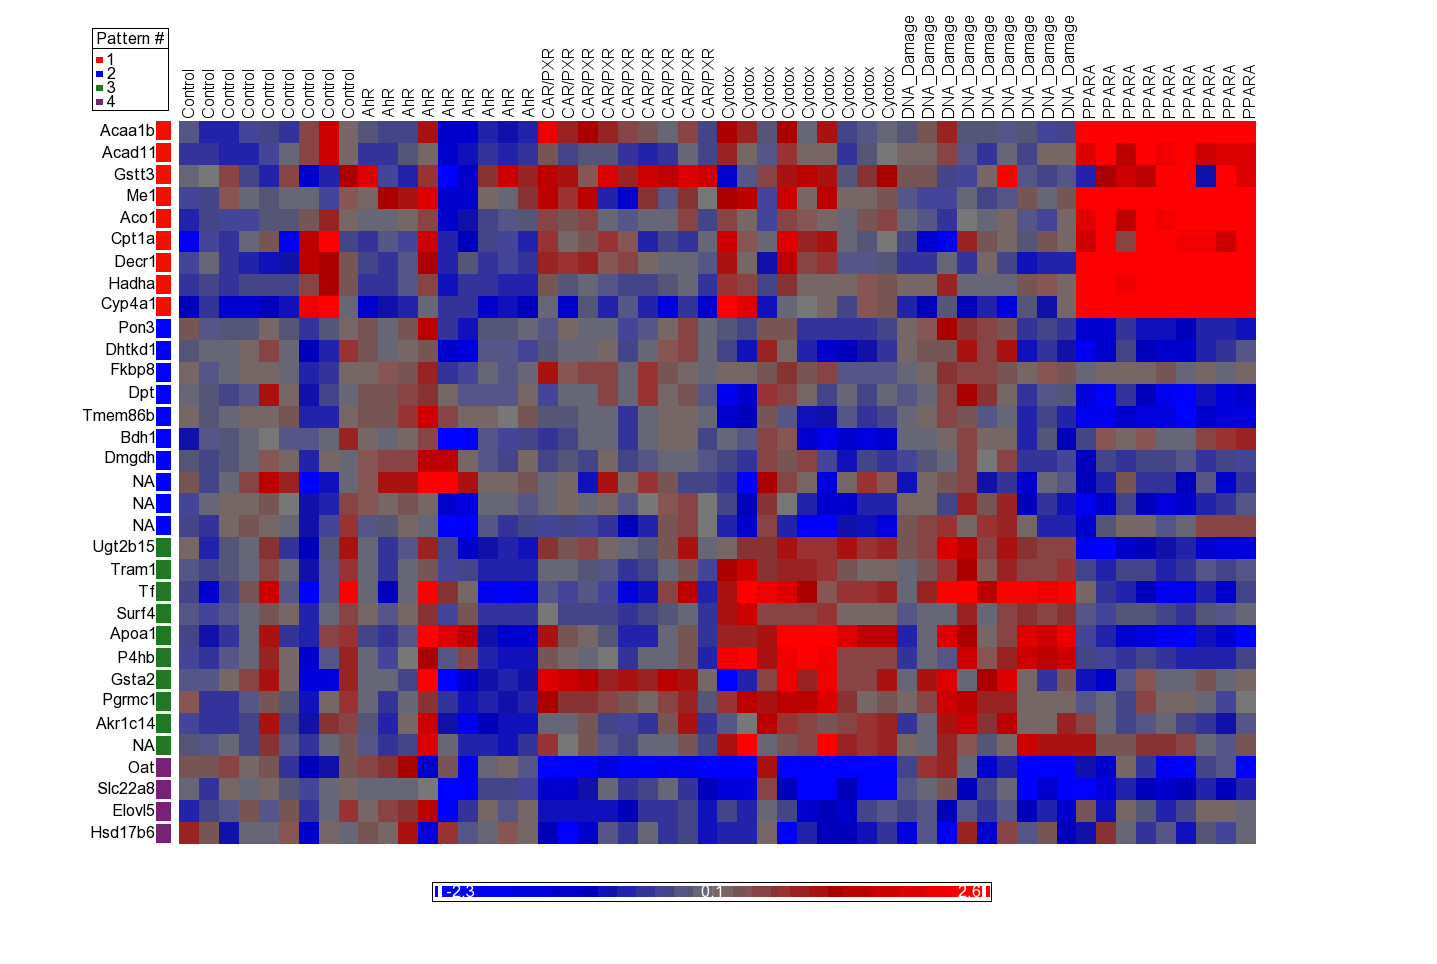 Pattern #
1
2
3
4
Control
Control
Control
Control
Control
Control
Control
Control
Control
AhR
AhR
AhR
AhR
AhR
AhR
AhR
AhR
AhR
CAR/PXR
CAR/PXR
CAR/PXR
CAR/PXR
CAR/PXR
CAR/PXR
CAR/PXR
CAR/PXR
CAR/PXR
Cytotox
Cytotox
Cytotox
Cytotox
Cytotox
Cytotox
Cytotox
Cytotox
Cytotox
DNA_Damage
DNA_Damage
DNA_Damage
DNA_Damage
DNA_Damage
DNA_Damage
DNA_Damage
DNA_Damage
DNA_Damage
PPARA
PPARA
PPARA
PPARA
PPARA
PPARA
PPARA
PPARA
PPARA
Acaa1b
Acad11
Gstt3
Me1
Aco1
Cpt1a
Decr1
Hadha
Cyp4a1
Pon3
Dhtkd1
Fkbp8
Dpt
Tmem86b
Bdh1
Dmgdh
NA
NA
NA
Ugt2b15
Tram1
Tf
Surf4
Apoa1
P4hb
Gsta2
Pgrmc1
Akr1c14
NA
Oat
Slc22a8
Elovl5
Hsd17b6
-2.3 0.1 2.6